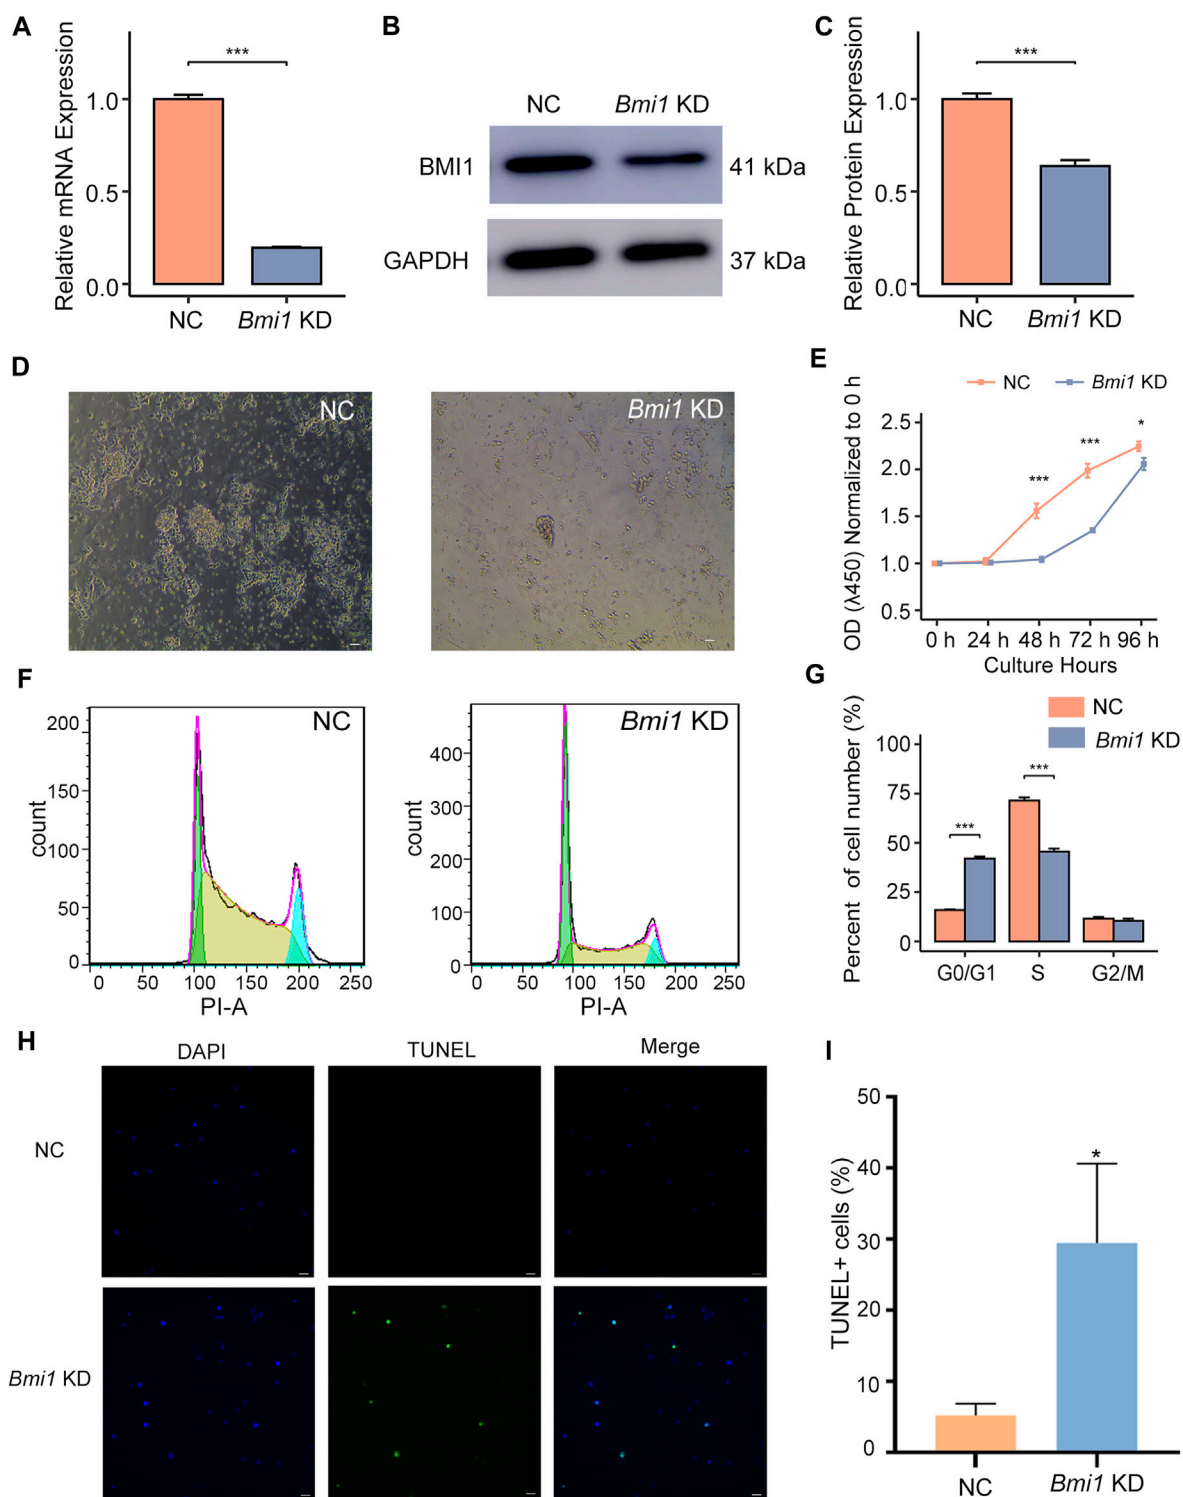 A
Relative mRNA Expression
***
1.0
0.5
0.0
NC
Bmi1 KD
B
NC
Bmi1 KD
BMI1
41 kDa
GAPDH
37 kDa
C
Relative Protein Expression
***
1.0
0.5
0.0
NC
Bmi1 KD
D
NC
Bmi1 KD
E
NC
Bmi1 KD
OD (λ450) Normalized to 0 h
2.5
2.0
1.5
1.0
0.5
***
***
*
0 h 24 h 48 h 72 h 96 h
Culture Hours
F
NC
count
200
150
100
50
0
0 50 100 150 200 250
PI-A
Bmi1 KD
count
400
300
200
100
0
0 50 100 150 200 250
PI-A
G
NC
Bmi1 KD
Percent of cell number (%)
100
75
50
25
0
***
***
G0/G1 S G2/M
H
DAPI TUNEL Merge
NC
Bmi1 KD
I
TUNEL+ cells (%)
50
40
30
20
10
0
*
NC
Bmi1 KD